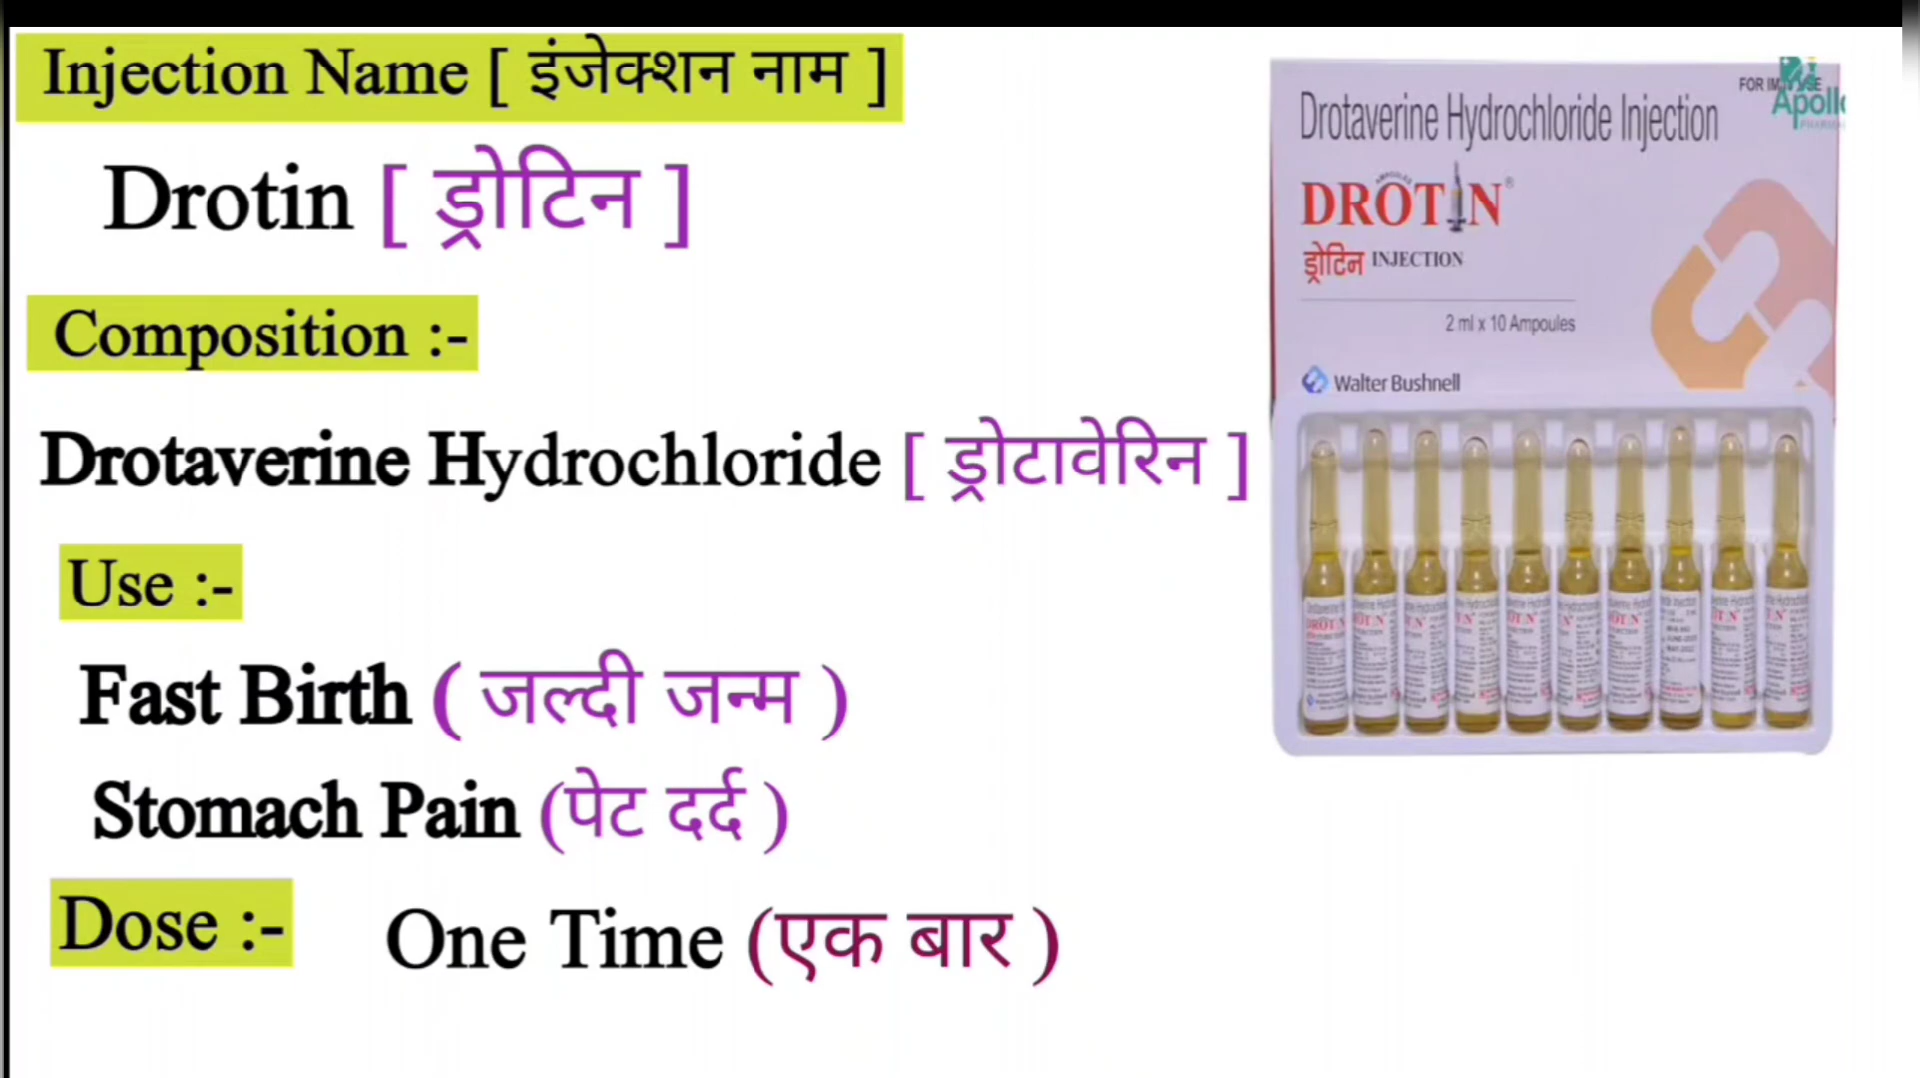 Injection Name [ इंजेक्शन नाम ]
Drotin [ ड्रोटिन ]
Composition :-
Drotaverine Hydrochloride [ ड्रोटावेरिन ]
Use :-
Fast Birth ( जल्दी जन्म )
Stomach Pain (पेट दर्द )
Dose :- One Time (एक बार )
Apollo
Drotaverine Hydrochloride Injection
DROTIN®
ड्रोटिन INJECTION
2 ml x 10 Ampoules
Walter Bushnell